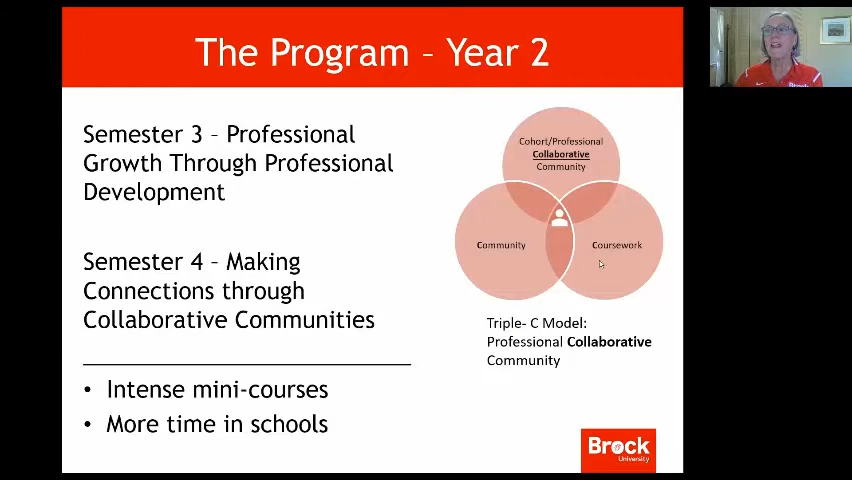 The Program – Year 2
Semester 3 – Professional
Growth Through Professional
Development
Semester 4 – Making
Connections through
Collaborative Communities
• Intense mini-courses
• More time in schools
Cohort/Professional
Collaborative
Community
Community
Coursework
Triple- C Model:
Professional Collaborative
Community
Brock
University
Brock